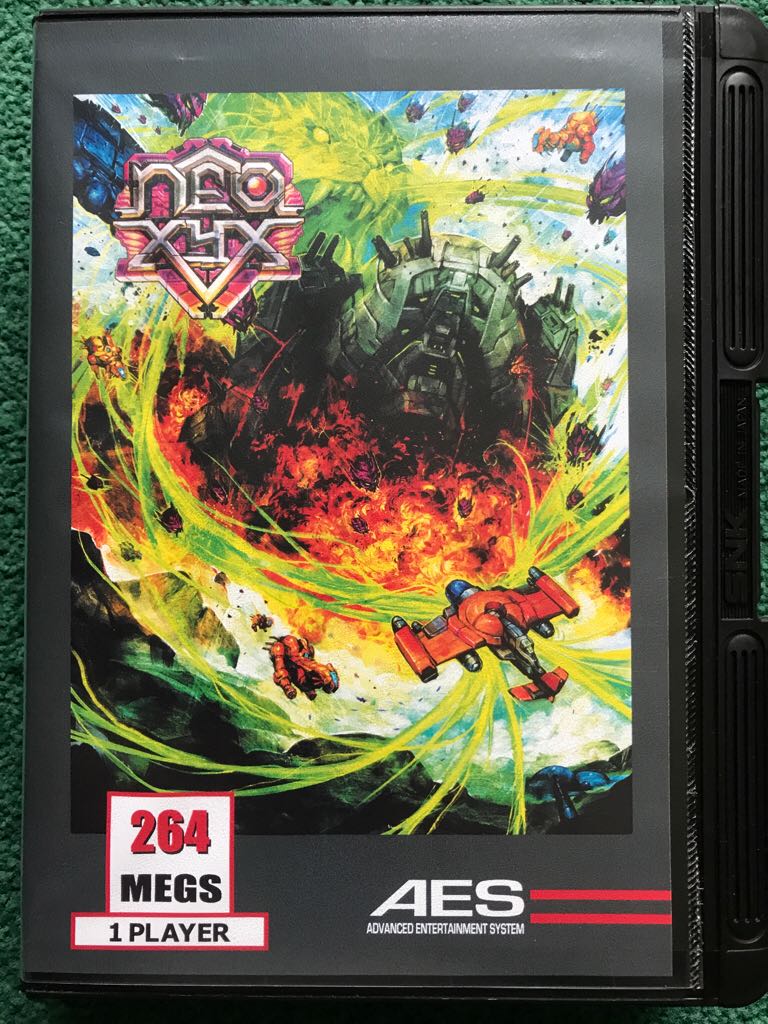 NEO
XYX
SNK
264
MEGS
1 PLAYER
AES
ADVANCED ENTERTAINMENT SYSTEM